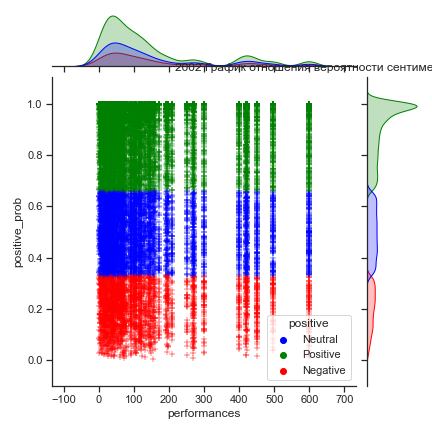 2002 График отношения вероятности сентиме
positive_prob
1.0
0.8
0.6
0.4
0.2
0.0
positive
Neutral
Positive
Negative
−100 0 100 200 300 400 500 600 700
performances